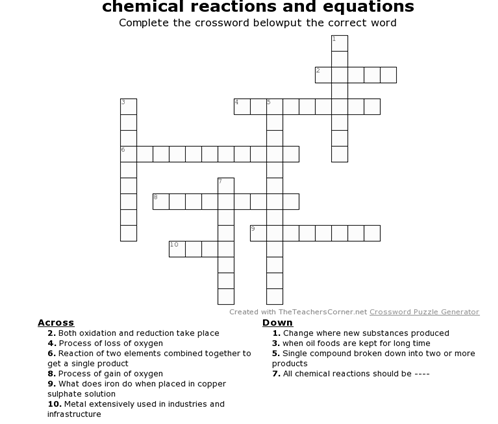 chemical reactions and equations
Complete the crossword belowput the correct word
1
2
3
4
5
6
7
8
9
10
Created with TheTeachersCorner.net Crossword Puzzle Generator
Across
2. Both oxidation and reduction take place
4. Process of loss of oxygen
6. Reaction of two elements combined together to
get a single product
8. Process of gain of oxygen
9. What does iron do when placed in copper
sulphate solution
10. Metal extensively used in industries and
infrastructure
Down
1. Change where new substances produced
3. when oil foods are kept for long time
5. Single compound broken down into two or more
products
7. All chemical reactions should be ----